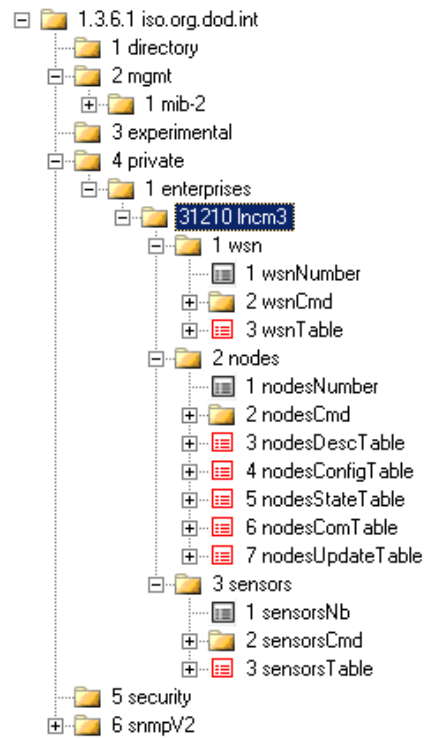 1.3.6.1 iso.org.dod.int
1 directory
2 mgmt
1 mib-2
3 experimental
4 private
1 enterprises
31210 lncm3
1 wsn
1 wsnNumber
2 wsnCmd
3 wsnTable
2 nodes
1 nodesNumber
2 nodesCmd
3 nodesDescTable
4 nodesConfigTable
5 nodesStateTable
6 nodesComTable
7 nodesUpdateTable
3 sensors
1 sensorsNb
2 sensorsCmd
3 sensorsTable
5 security
6 snmpV2